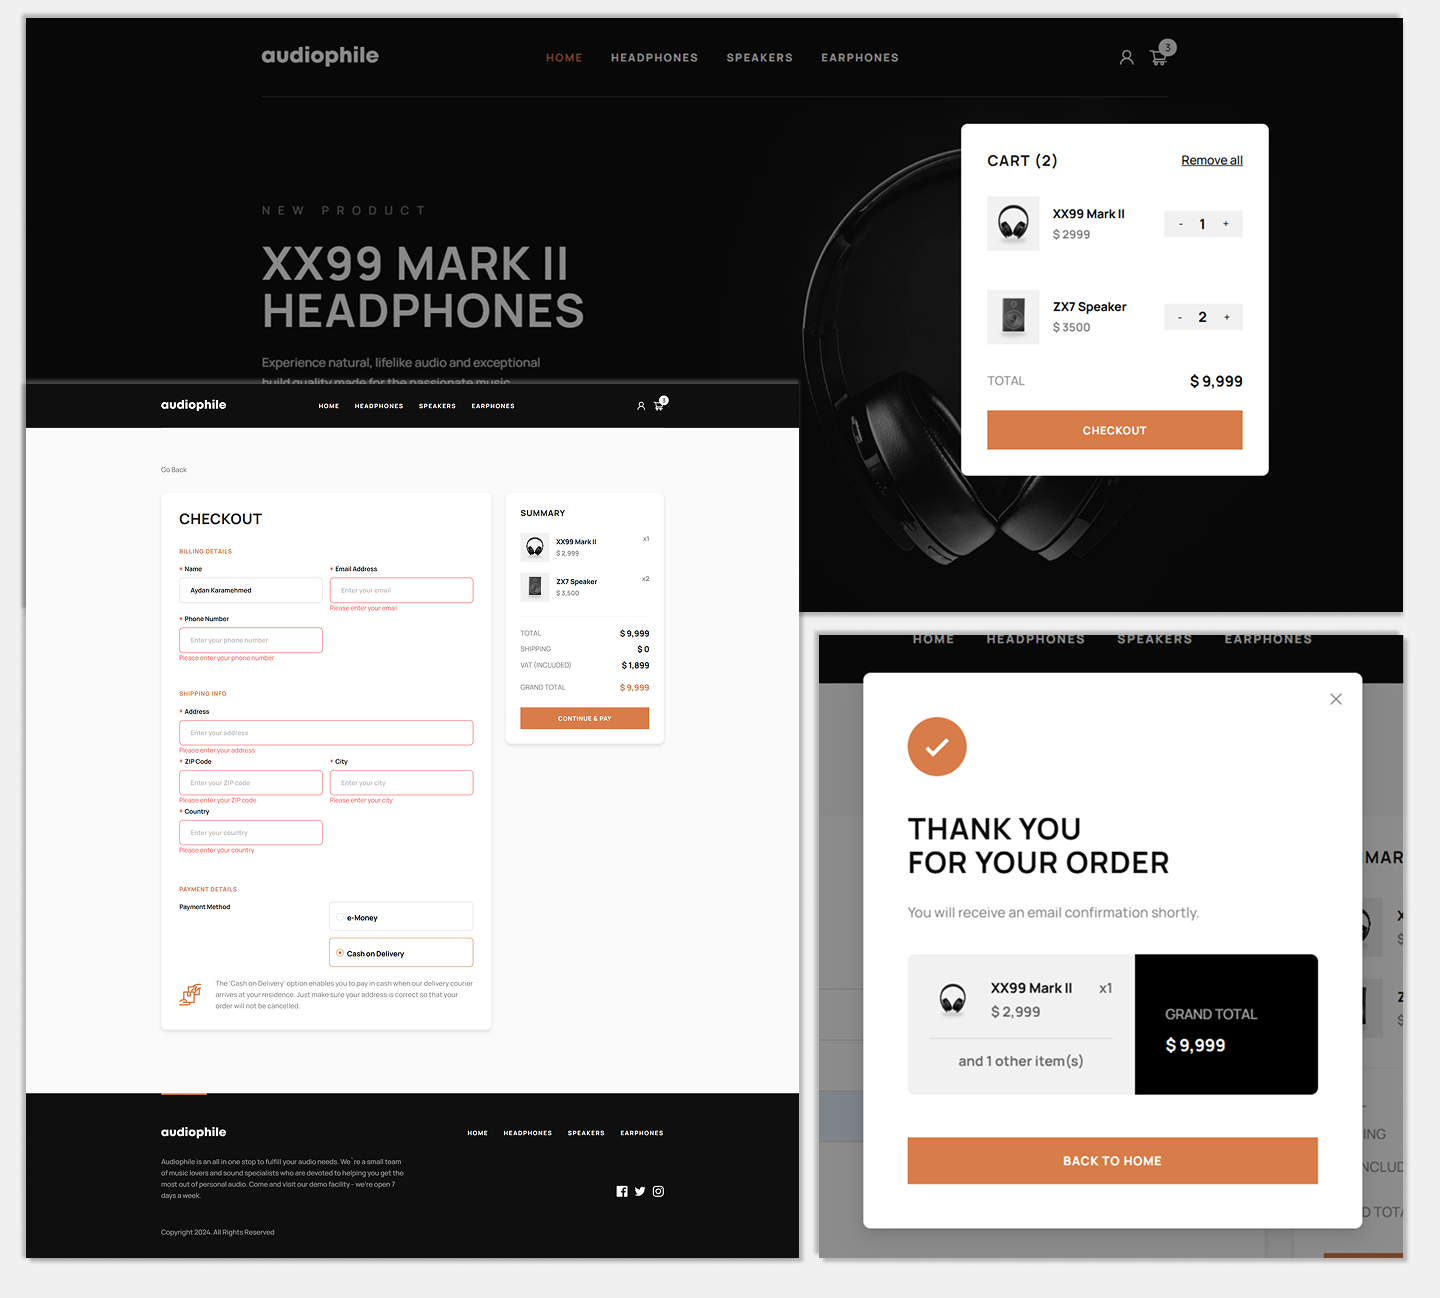 audiophile
HOME HEADPHONES SPEAKERS EARPHONES
3
NEW PRODUCT
XX99 MARK II
HEADPHONES
Experience natural, lifelike audio and exceptional
build quality made for the passionate music
CART (2) Remove all
XX99 Mark II
$ 2999
- 1 +
ZX7 Speaker
$ 3500
- 2 +
TOTAL $ 9,999
CHECKOUT
audiophile
HOME HEADPHONES SPEAKERS EARPHONES
3
Go Back
CHECKOUT
BILLING DETAILS
* Name
Aydan Karamehmed
* Email Address
Enter your email
Please enter your email
* Phone Number
Enter your phone number
Please enter your phone number
SHIPPING INFO
* Address
Enter your address
Please enter your address
* ZIP Code
Enter your ZIP code
Please enter your ZIP code
* City
Enter your city
Please enter your city
* Country
Enter your country
Please enter your country
PAYMENT DETAILS
Payment Method
e-Money
Cash on Delivery
The 'Cash on Delivery' option enables you to pay in cash when our delivery courier
arrives at your residence. Just make sure your address is correct so that your
order will not be cancelled.
SUMMARY
XX99 Mark II x1
$ 2,999
ZX7 Speaker x2
$ 3,500
TOTAL $ 9,999
SHIPPING $ 0
VAT (INCLUDED) $ 1,899
GRAND TOTAL $ 9,999
CONTINUE & PAY
audiophile
HOME HEADPHONES SPEAKERS EARPHONES
Audiophile is an all in one stop to fulfill your audio needs. We`re a small team
of music lovers and sound specialists who are devoted to helping you get the
most out of personal audio. Come and visit our demo facility - we're open 7
days a week.
Copyright 2024. All Rights Reserved
HOME HEADPHONES SPEAKERS EARPHONES
THANK YOU
FOR YOUR ORDER
You will receive an email confirmation shortly.
XX99 Mark II x1
$ 2,999
and 1 other item(s)
GRAND TOTAL
$ 9,999
BACK TO HOME